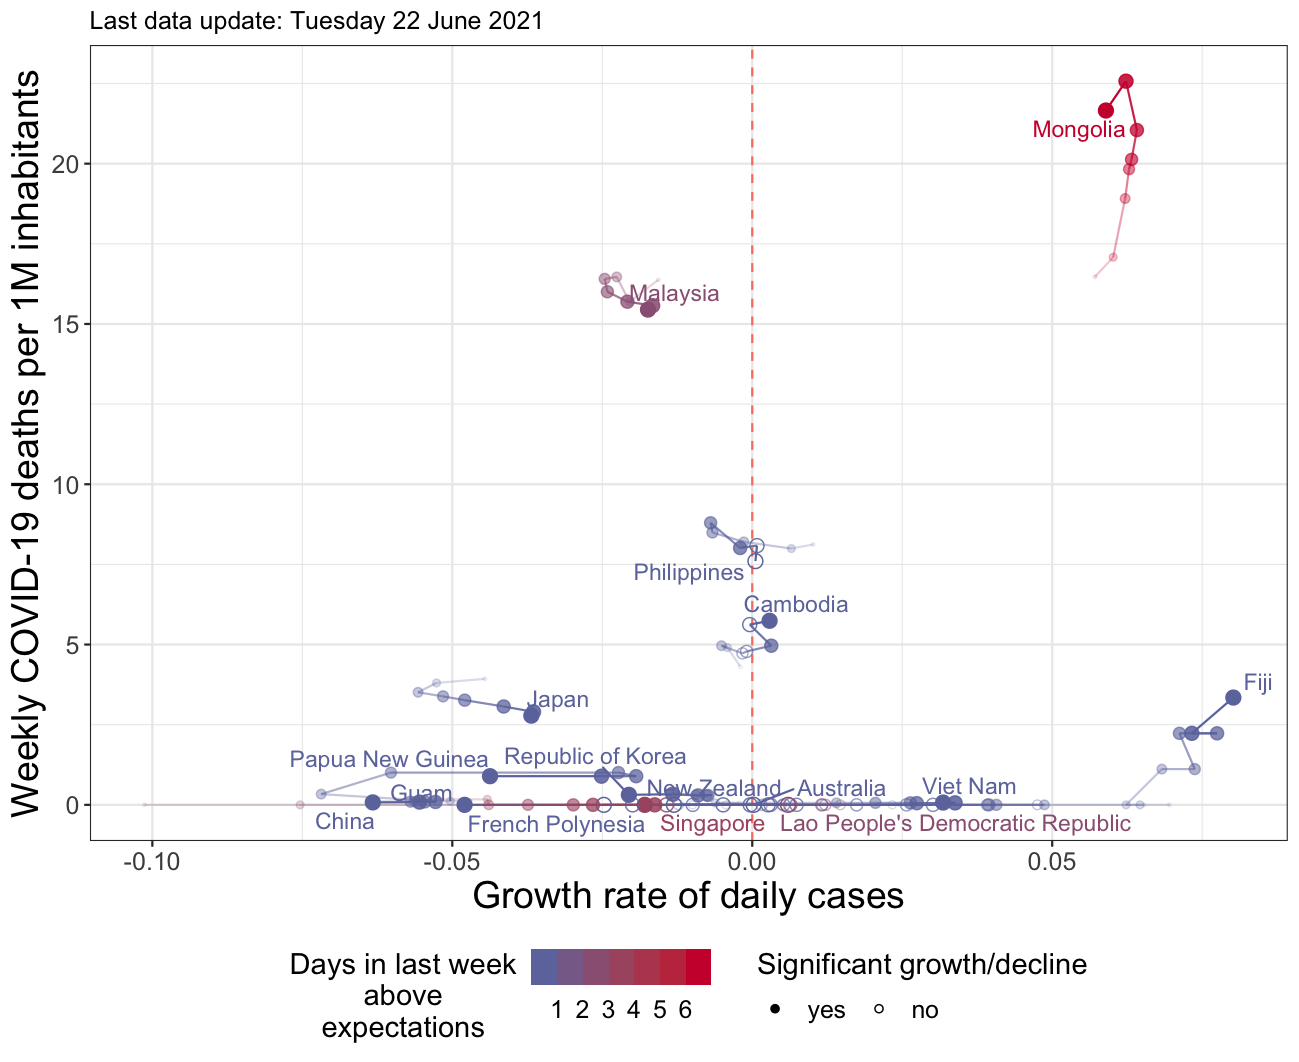 Last data update: Tuesday 22 June 2021
Weekly COVID-19 deaths per 1M inhabitants
20
15
10
5
0
Mongolia
Malaysia
Philippines
Cambodia
Fiji
Japan
Papua New Guinea
Republic of Korea
Guam
New Zealand
Australia
Viet Nam
China
French Polynesia
Singapore
Lao People's Democratic Republic
-0.10
-0.05
0.00
0.05
Growth rate of daily cases
Days in last week
above
expectations
1 2 3 4 5 6
Significant growth/decline
yes
no